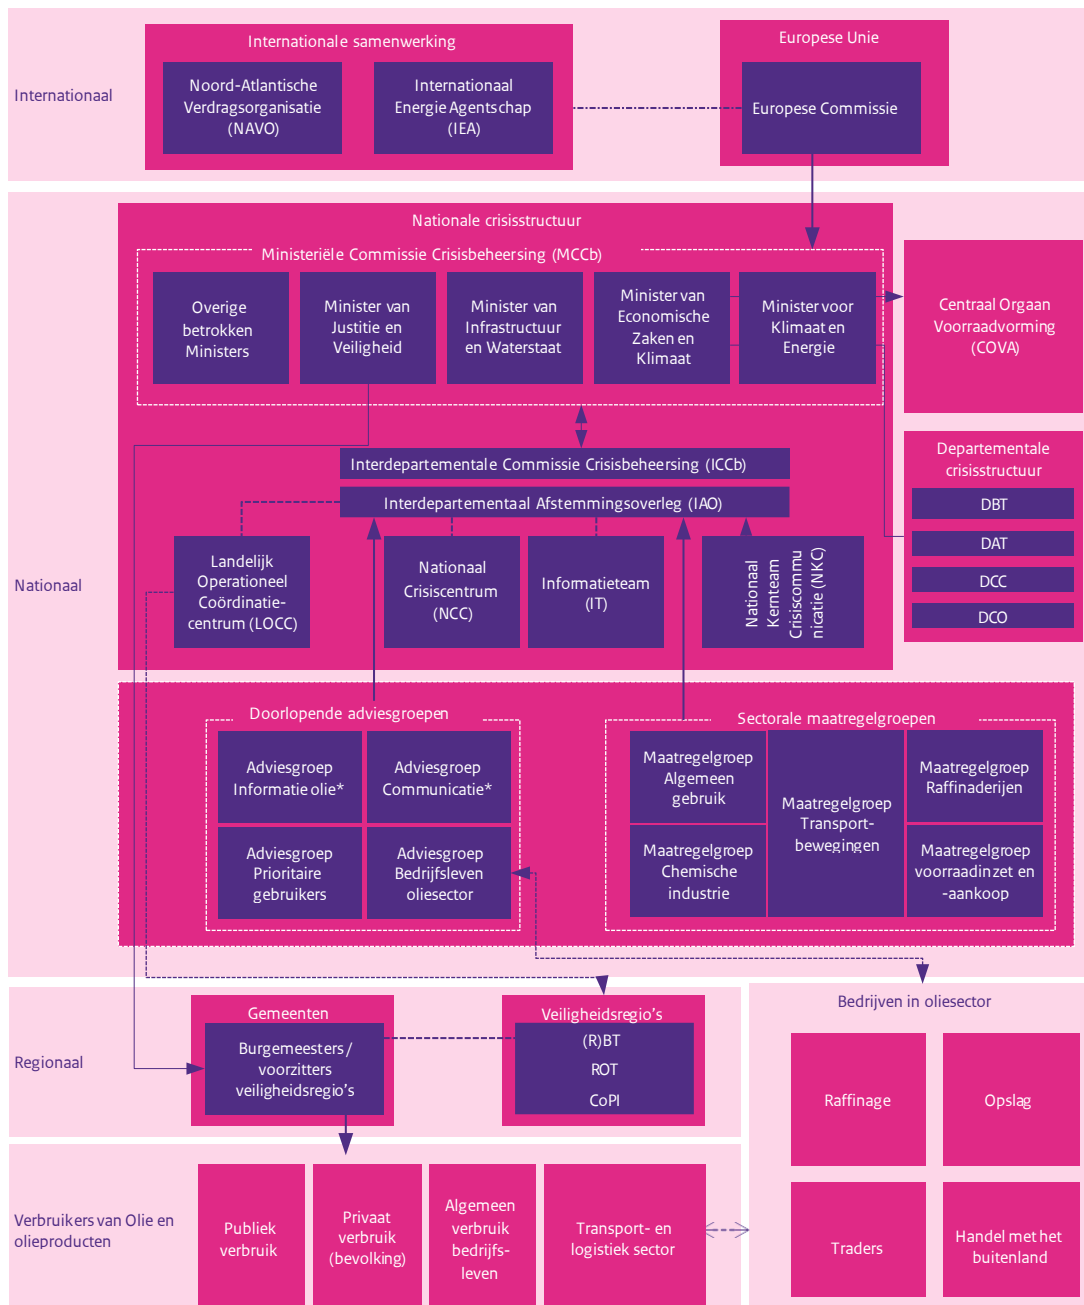 Internationaal
Internationale samenwerking
Noord-Atlantische
Verdragsorganisatie
(NAVO)
Internationaal
Energie Agentschap
(IEA)
Europese Unie
Europese Commissie
Nationaal
Nationale crisisstructuur
Ministeriële Commissie Crisisbeheersing (MCCb)
Overige
betrokken
Ministers
Minister van
Justitie en
Veiligheid
Minister van
Infrastructuur
en Waterstaat
Minister van
Economische
Zaken en
Klimaat
Minister voor
Klimaat en
Energie
Centraal Orgaan
Voorraadvorming
(COVA)
Interdepartementale Commissie Crisisbeheersing (ICCb)
Interdepartementaal Afstemmingsoverleg (IAO)
Departementale
crisisstructuur
DBT
DAT
DCC
DCO
Landelijk
Operationeel
Coördinatie-
centrum (LOCC)
Nationaal
Crisiscentrum
(NCC)
Informatieteam
(IT)
Nationaal
Kernteam
Crisiscommu
nicatie (NKC)
Doorlopende adviesgroepen
Adviesgroep
Informatie olie*
Adviesgroep
Communicatie*
Adviesgroep
Prioritaire
gebruikers
Adviesgroep
Bedrijfsleven
oliesector
Sectorale maatregelgroepen
Maatregelgroep
Algemeen
gebruik
Maatregelgroep
Chemische
industrie
Maatregelgroep
Transport-
bewegingen
Maatregelgroep
Raffinaderijen
Maatregelgroep
voorraadinzet en
-aankoop
Regionaal
Gemeenten
Burgemeesters /
voorzitters
veiligheidsregio's
Veiligheidsregio's
(R)BT
ROT
CoPI
Bedrijven in oliesector
Raffinage
Opslag
Traders
Handel met het
buitenland
Verbruikers van Olie en
olieproducten
Publiek
verbruik
Privaat
verbruik
(bevolking)
Algemeen
verbruik
bedrijfs-
leven
Transport- en
logistiek sector